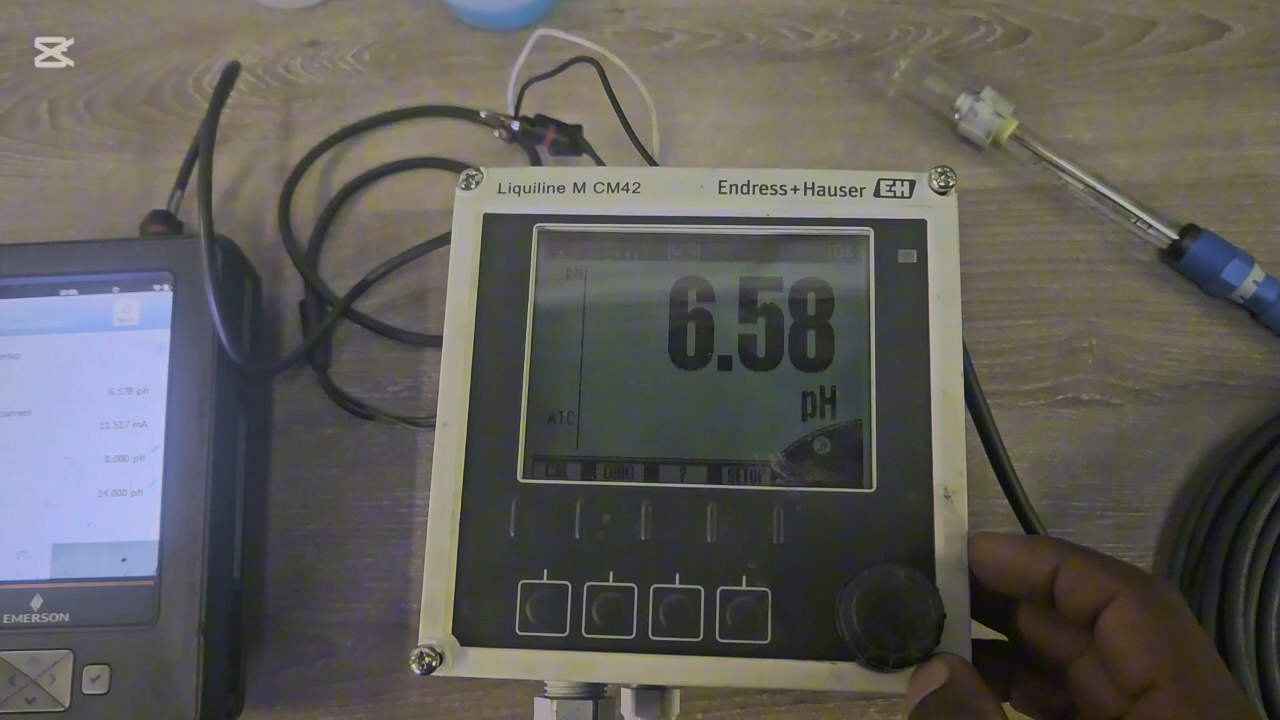 Liquiline M CM42
Endress+Hauser EH
pH
6.58
pH
ATC
CAL DIAG ? SETUP
6.578 pH
current
11.517 mA
0.000 pH
14.000 pH
EMERSON